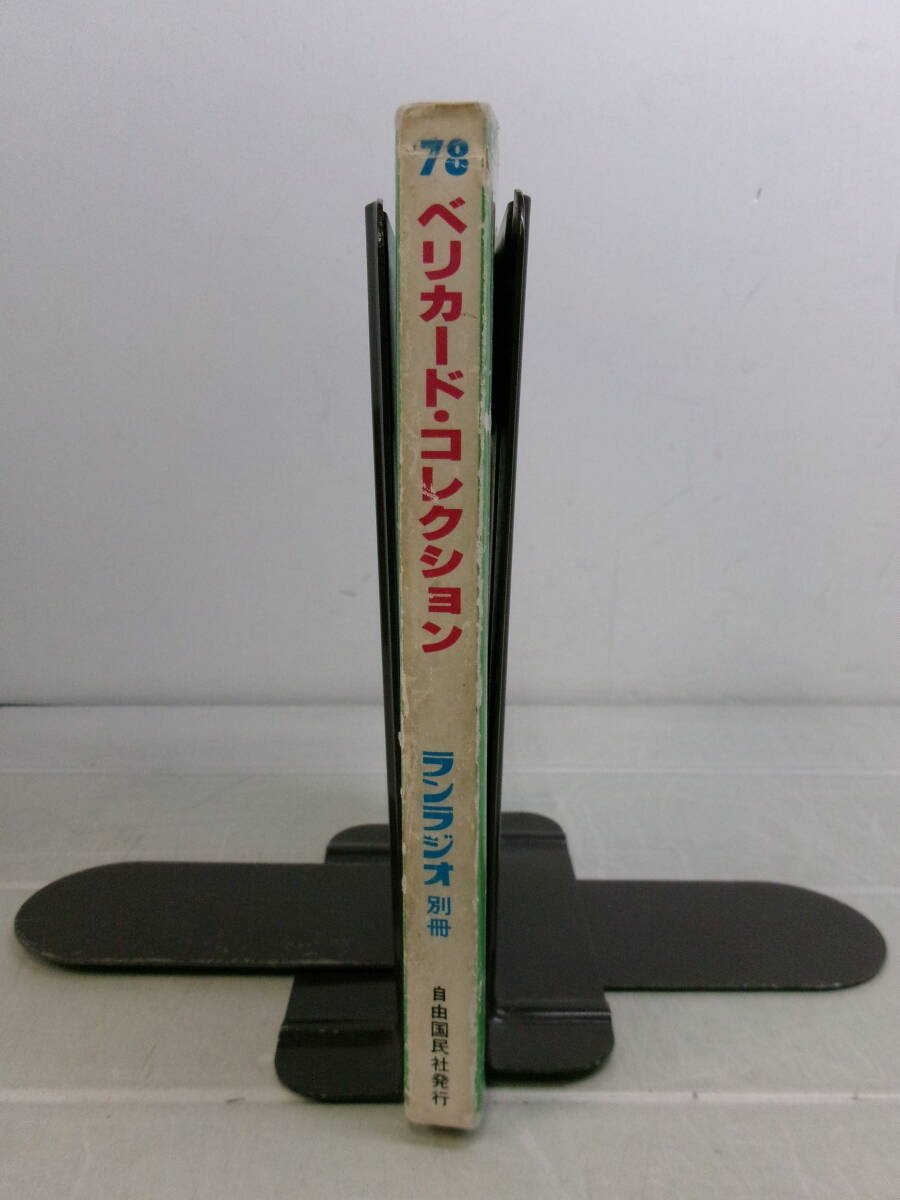 '78
ベリカード・コレクション
ランラジオ別冊
自由国民社発行